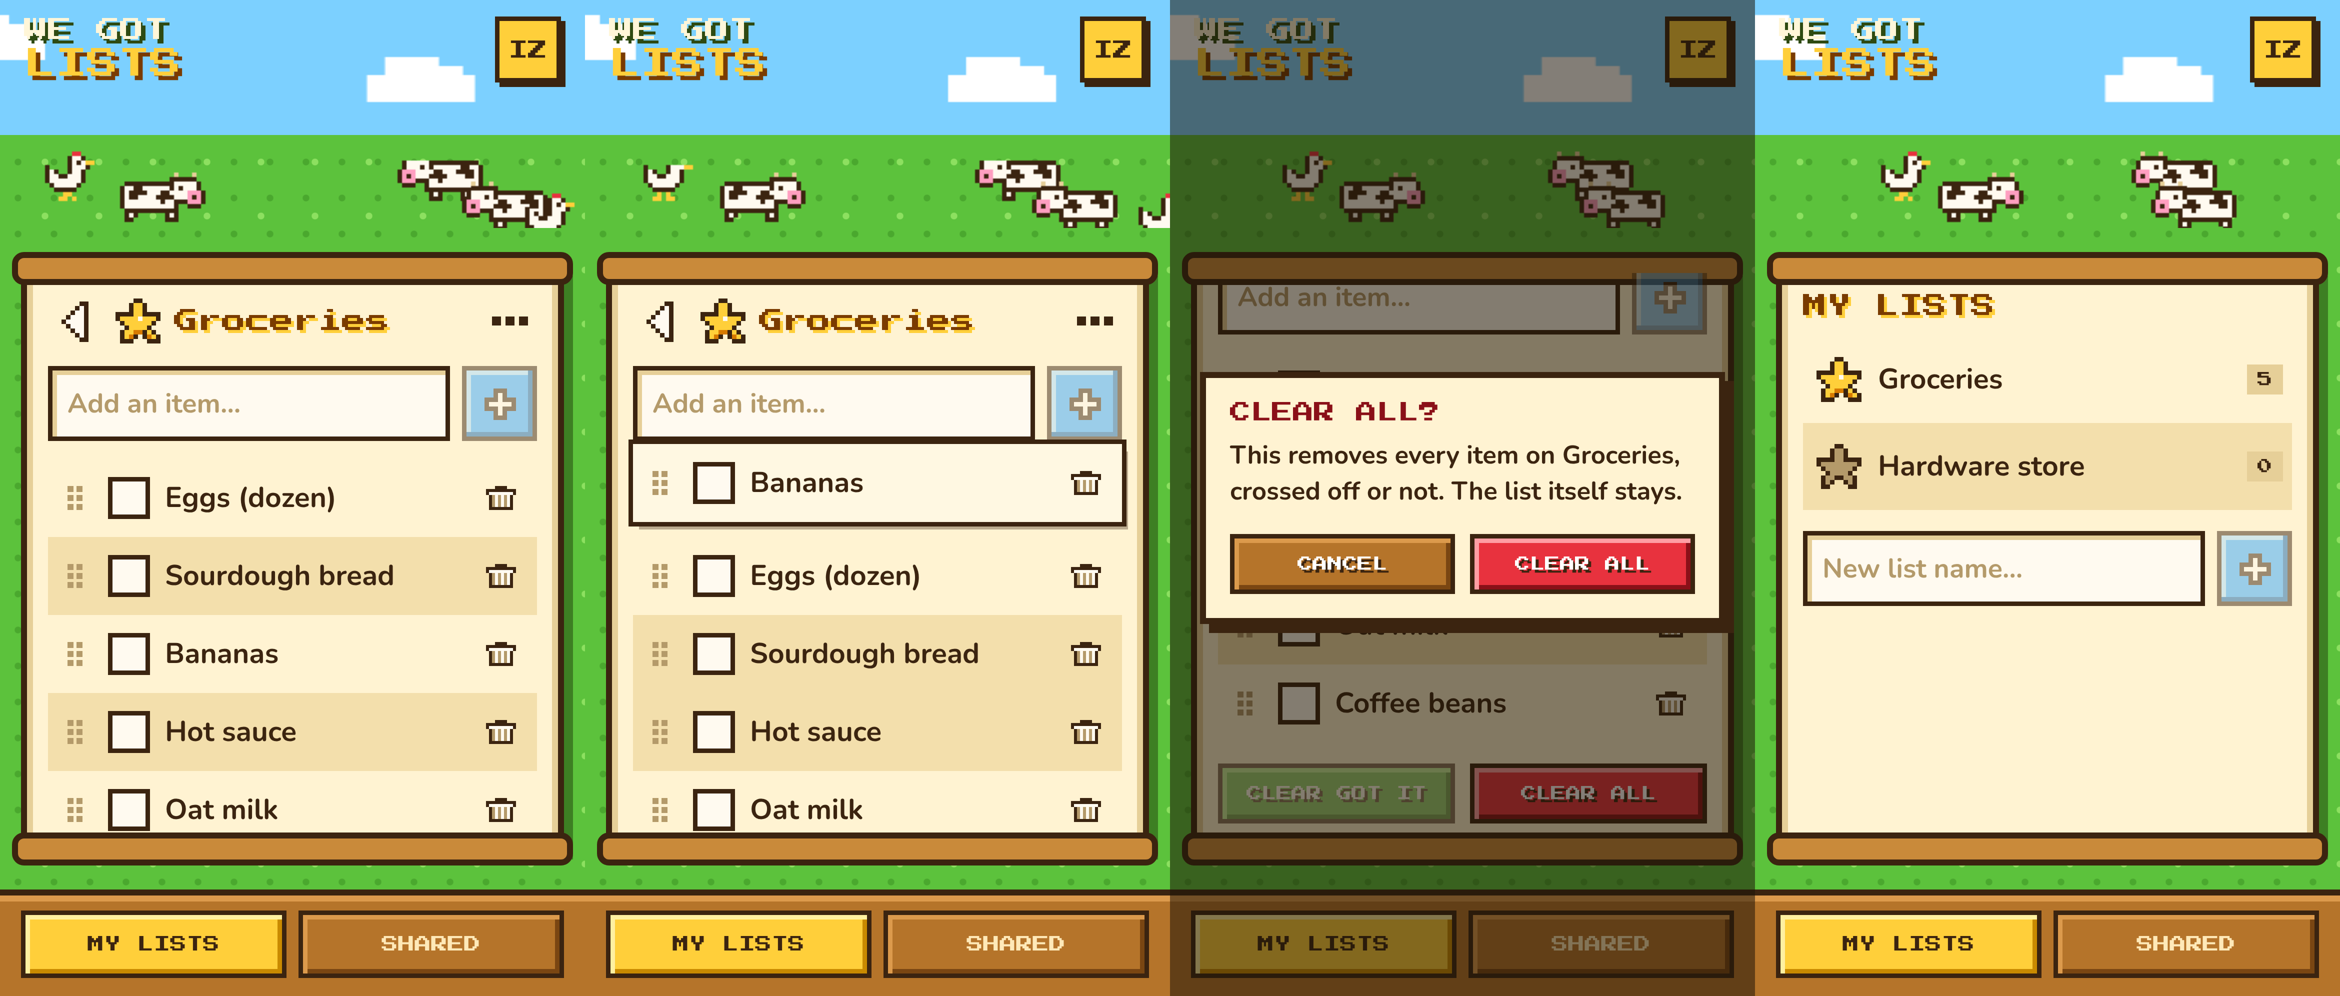 WE GOT
LISTS
IZ
Groceries
Add an item...
Eggs (dozen)
Sourdough bread
Bananas
Hot sauce
Oat milk
MY LISTS
SHARED
WE GOT
LISTS
IZ
Groceries
Add an item...
Bananas
Eggs (dozen)
Sourdough bread
Hot sauce
Oat milk
MY LISTS
SHARED
WE GOT
LISTS
IZ
Add an item...
CLEAR ALL?
This removes every item on Groceries,
crossed off or not. The list itself stays.
CANCEL
CLEAR ALL
Oat milk
Coffee beans
CLEAR GOT IT
CLEAR ALL
MY LISTS
SHARED
WE GOT
LISTS
IZ
MY LISTS
Groceries
5
Hardware store
0
New list name...
MY LISTS
SHARED